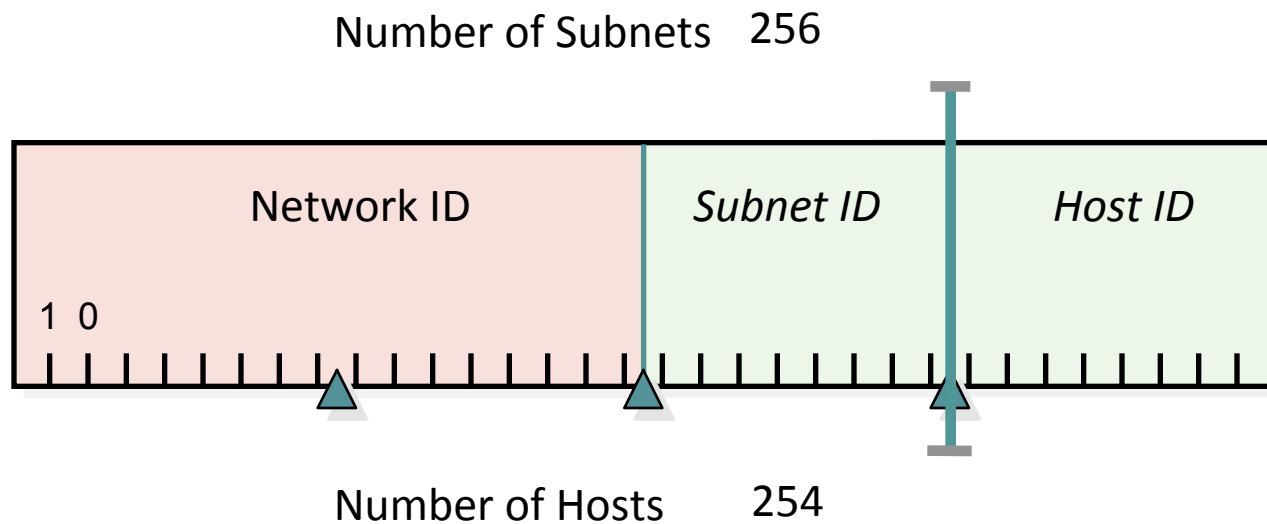 Number of Subnets 256
Network ID
Subnet ID
Host ID
1 0
Number of Hosts 254